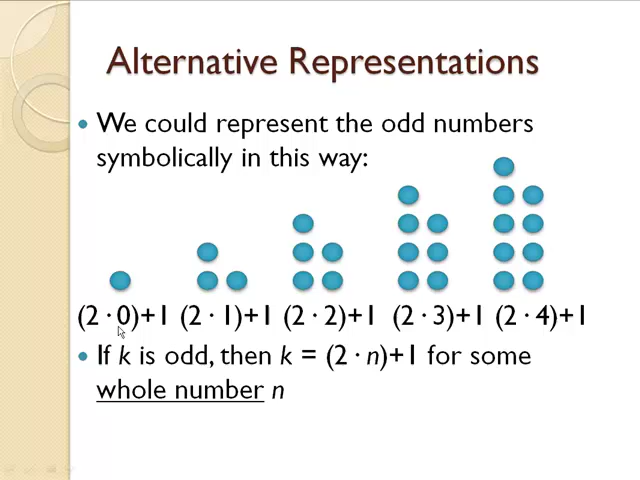 Alternative Representations
• We could represent the odd numbers
symbolically in this way:
(2 · 0)+1 (2 · 1)+1 (2 · 2)+1 (2 · 3)+1 (2 · 4)+1
• If k is odd, then k = (2 · n)+1 for some
whole number n